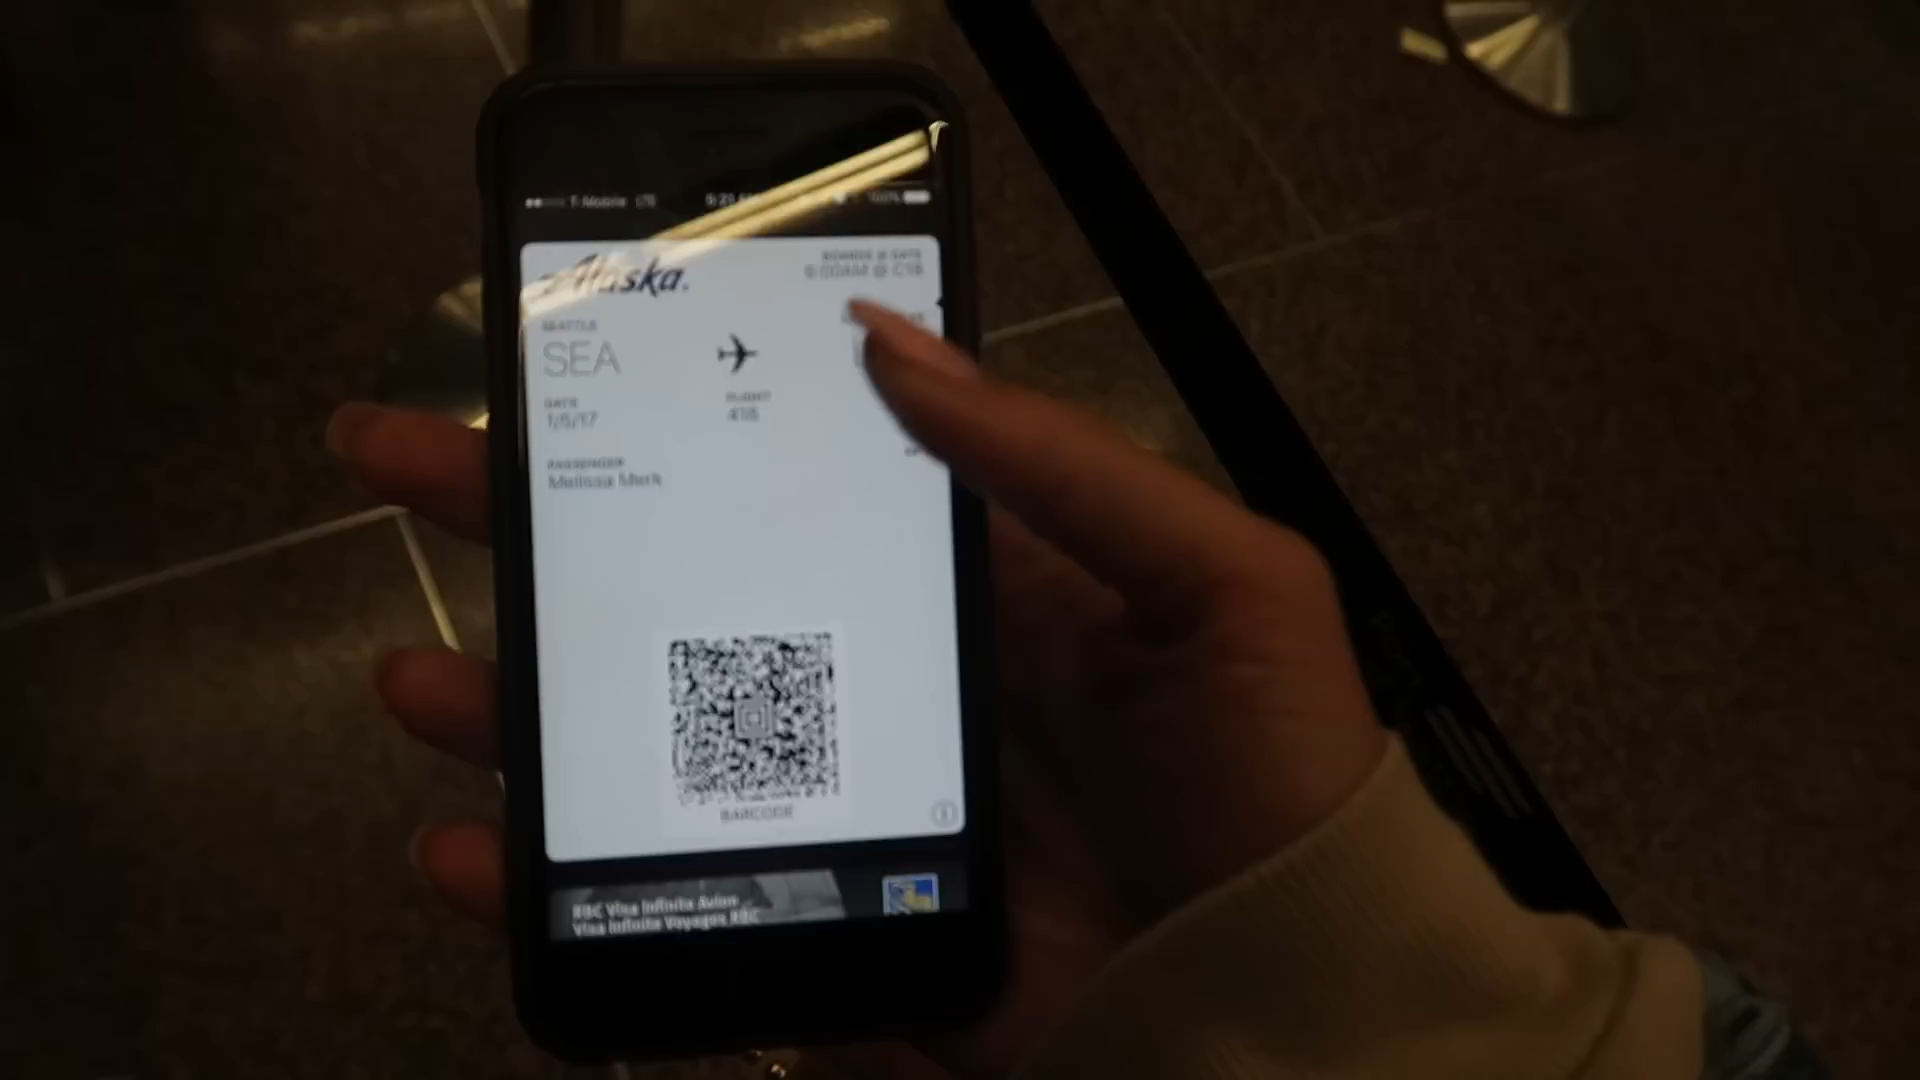 T-Mobile LTE
100%
Alaska.
BOARDS @ GATE
6:00AM @ C18
SEATTLE
SEA
DATE
FLIGHT
1/5/17
PASSENGER
Melissa Merk
BARCODE
RBC Visa Infinite Avion
Visa Infinite Voyages RBC